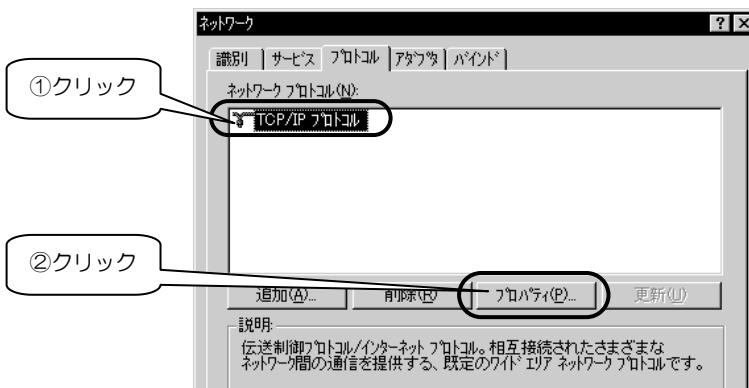 ネットワーク
識別 サービス プロトコル アダプタ バインド
①クリック
ネットワーク プロトコル(N):
TCP/IP プロトコル
②クリック
追加(A)... 削除(R) プロパティ(P)... 更新(U)
説明:
伝送制御プロトコル/インターネット プロトコル。相互接続されたさまざまな
ネットワーク間の通信を提供する、既定のワイド エリア ネットワーク プロトコルです。